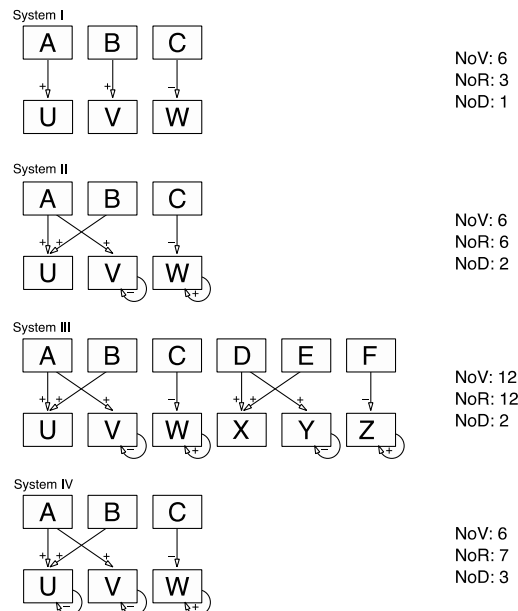 System I
A B C
+ + −
U V W
NoV: 6
NoR: 3
NoD: 1
System II
A B C
+ + + −
U V W
− +
NoV: 6
NoR: 6
NoD: 2
System III
A B C D E F
+ + + − + + + −
U V W X Y Z
− + − +
NoV: 12
NoR: 12
NoD: 2
System IV
A B C
+ + + −
U V W
− − +
NoV: 6
NoR: 7
NoD: 3